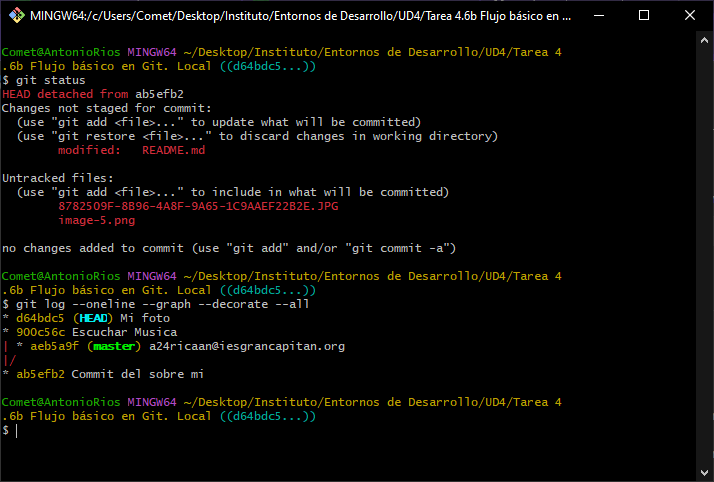 MINGW64:/c/Users/Comet/Desktop/Instituto/Entornos de Desarrollo/UD4/Tarea 4.6b Flujo básico en ...
Comet@AntonioRios MINGW64 ~/Desktop/Instituto/Entornos de Desarrollo/UD4/Tarea 4
.6b Flujo básico en Git. Local ((d64bdc5...))
$ git status
HEAD detached from ab5efb2
Changes not staged for commit:
  (use "git add <file>..." to update what will be committed)
  (use "git restore <file>..." to discard changes in working directory)
        modified:   README.md

Untracked files:
  (use "git add <file>..." to include in what will be committed)
        8782509F-8B96-4A8F-9A65-1C9AAEF22B2E.JPG
        image-5.png

no changes added to commit (use "git add" and/or "git commit -a")

Comet@AntonioRios MINGW64 ~/Desktop/Instituto/Entornos de Desarrollo/UD4/Tarea 4
.6b Flujo básico en Git. Local ((d64bdc5...))
$ git log --oneline --graph --decorate --all
* d64bdc5 (HEAD) Mi foto
* 900c56c Escuchar Musica
| * aeb5a9f (master) a24ricaan@iesgrancapitan.org
|/
* ab5efb2 Commit del sobre mi

Comet@AntonioRios MINGW64 ~/Desktop/Instituto/Entornos de Desarrollo/UD4/Tarea 4
.6b Flujo básico en Git. Local ((d64bdc5...))
$